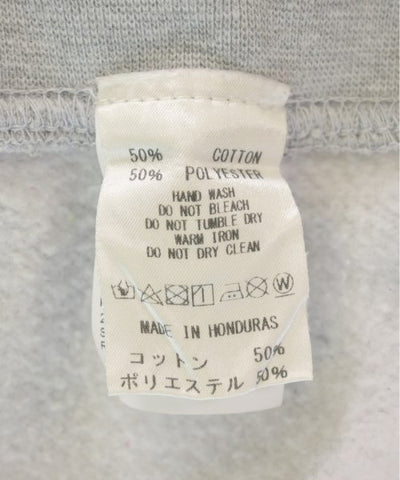 50% COTTON
50% POLYESTER
HAND WASH
DO NOT BLEACH
DO NOT TUMBLE DRY
WARM IRON
DO NOT DRY CLEAN
W
MADE IN HONDURAS
コットン 50%
ポリエステル 50%